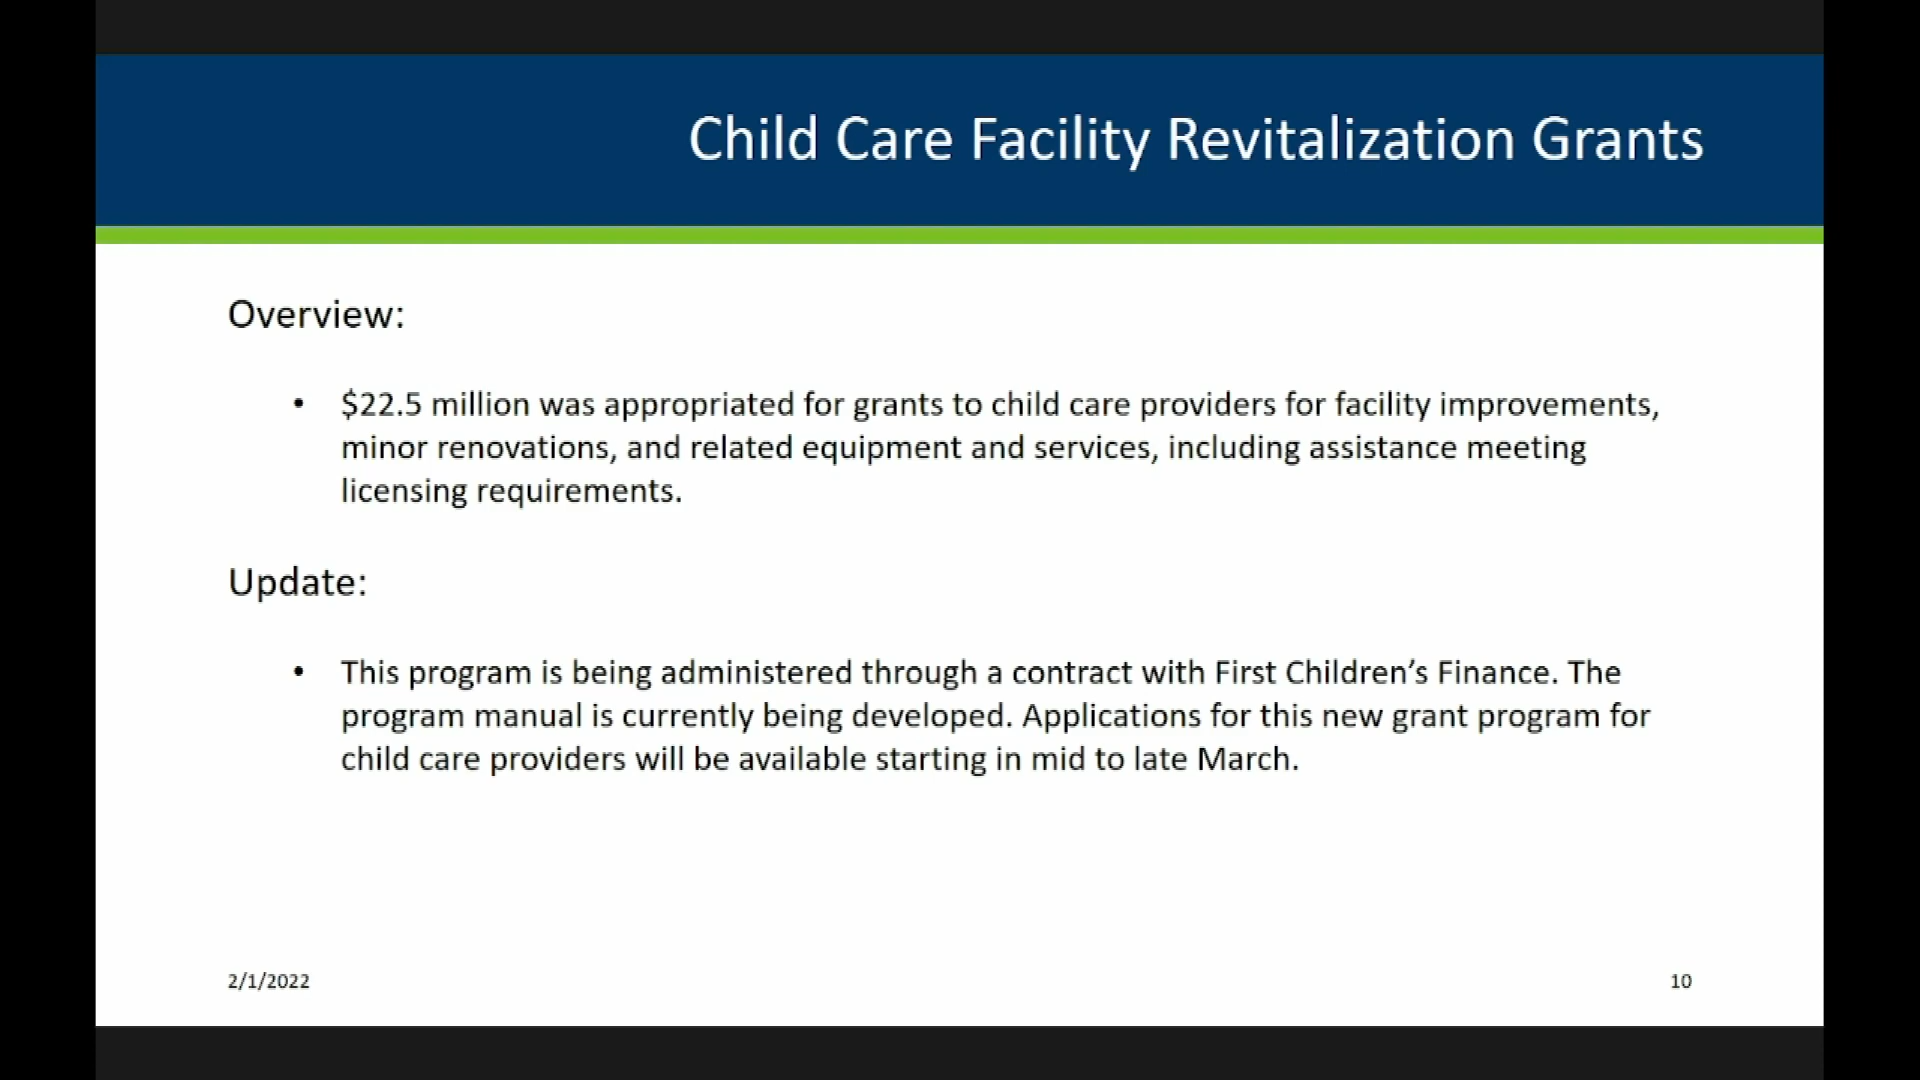 Child Care Facility Revitalization Grants
Overview:
• $22.5 million was appropriated for grants to child care providers for facility improvements,
minor renovations, and related equipment and services, including assistance meeting
licensing requirements.
Update:
• This program is being administered through a contract with First Children’s Finance. The
program manual is currently being developed. Applications for this new grant program for
child care providers will be available starting in mid to late March.
2/1/2022
10